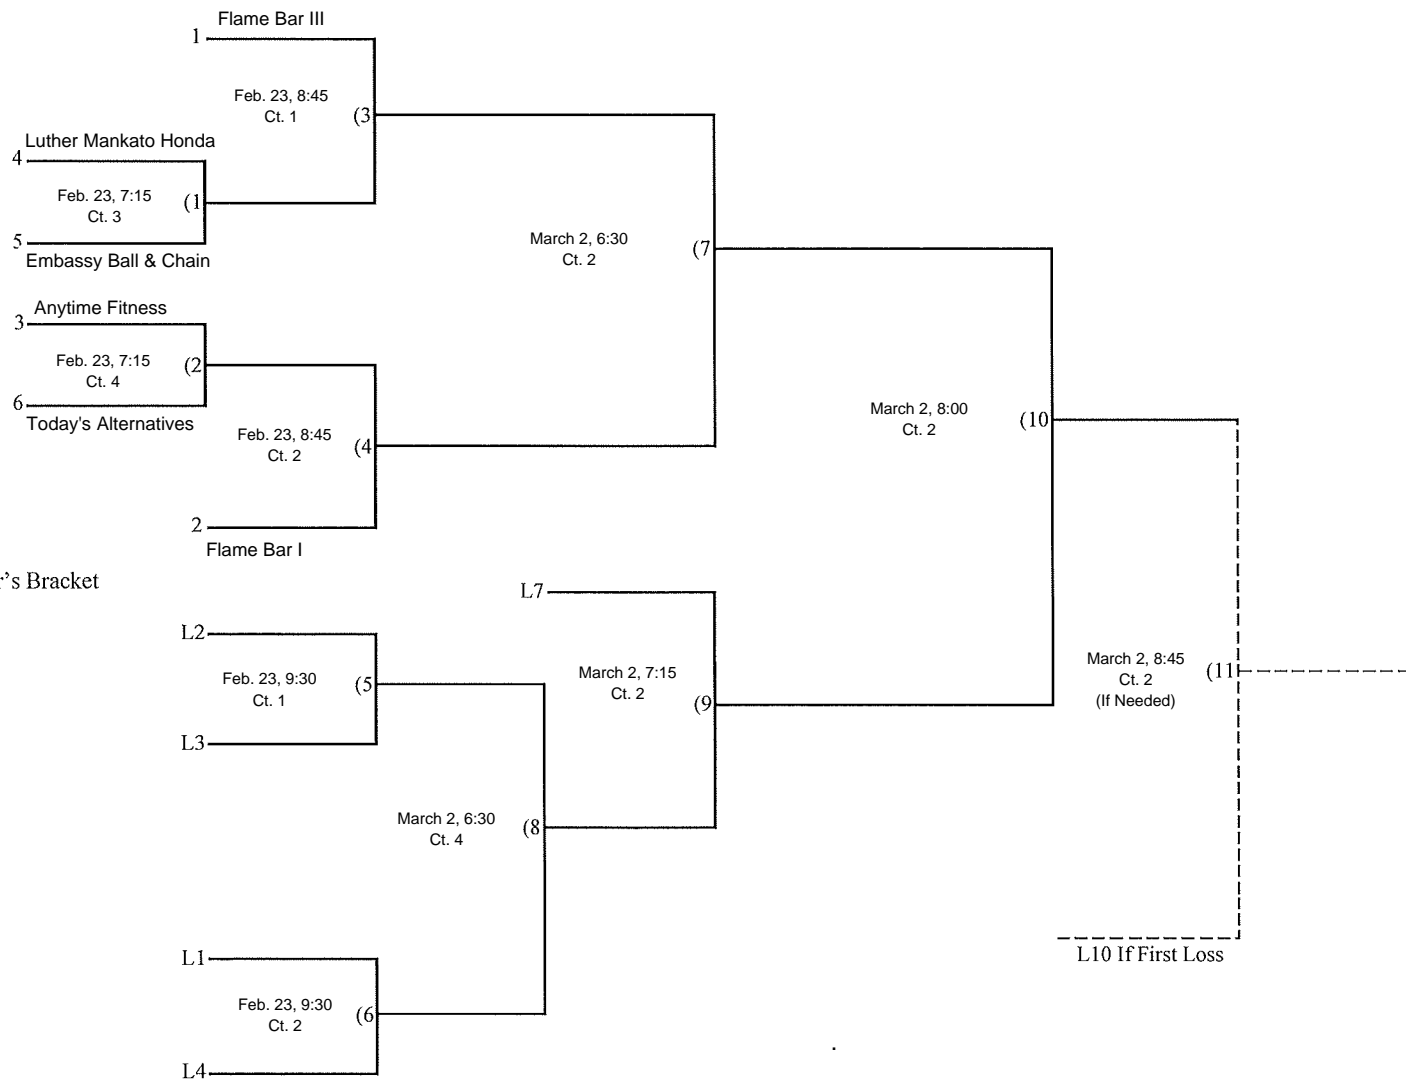 Flame Bar III
1
Feb. 23, 8:45
Ct. 1
(3
Luther Mankato Honda
4
Feb. 23, 7:15
Ct. 3
(1
5
Embassy Ball & Chain
March 2, 6:30
Ct. 2
(7
Anytime Fitness
3
Feb. 23, 7:15
Ct. 4
(2
6
Today's Alternatives
Feb. 23, 8:45
Ct. 2
(4
2
Flame Bar I
March 2, 8:00
Ct. 2
(10
r's Bracket
L7
L2
Feb. 23, 9:30
Ct. 1
(5
L3
March 2, 7:15
Ct. 2
(9
March 2, 8:45
Ct. 2
(If Needed)
(11
March 2, 6:30
Ct. 4
(8
L10 If First Loss
L1
Feb. 23, 9:30
Ct. 2
(6
L4